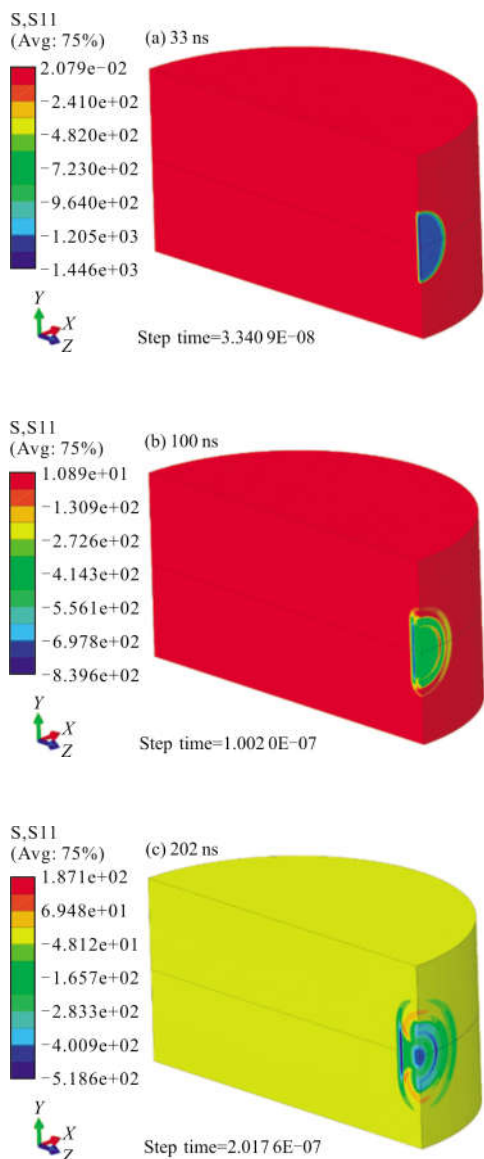 S,S11
(Avg: 75%)
(a) 33 ns
2.079e−02
−2.410e+02
−4.820e+02
−7.230e+02
−9.640e+02
−1.205e+03
−1.446e+03
Y
X
Z
Step time=3.340 9E−08
S,S11
(Avg: 75%)
(b) 100 ns
1.089e+01
−1.309e+02
−2.726e+02
−4.143e+02
−5.561e+02
−6.978e+02
−8.396e+02
Y
X
Z
Step time=1.002 0E−07
S,S11
(Avg: 75%)
(c) 202 ns
1.871e+02
6.948e+01
−4.812e+01
−1.657e+02
−2.833e+02
−4.009e+02
−5.186e+02
Y
X
Z
Step time=2.017 6E−07